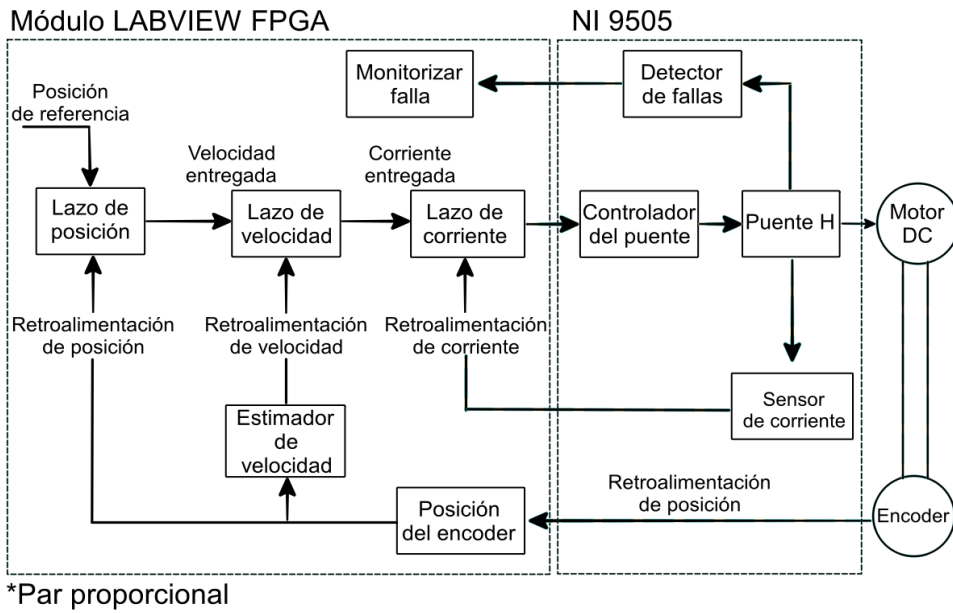 Módulo LABVIEW FPGA
NI 9505
Monitorizar
falla
Detector
de fallas
Posición
de referencia
Velocidad
entregada
Corriente
entregada
Lazo de
posición
Lazo de
velocidad
Lazo de
corriente
Controlador
del puente
Puente H
Motor
DC
Retroalimentación
de posición
Retroalimentación
de velocidad
Retroalimentación
de corriente
Sensor
de corriente
Estimador
de
velocidad
Retroalimentación
de posición
Posición
del encoder
Encoder
*Par proporcional